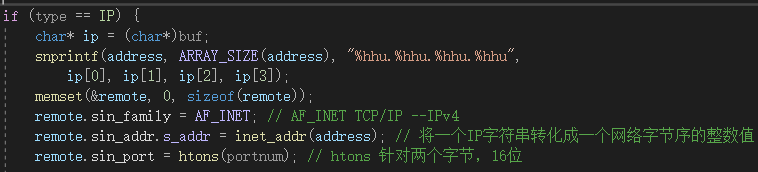 if (type == IP) {
char* ip = (char*)buf;
snprintf(address, ARRAY_SIZE(address), "%hhu.%hhu.%hhu.%hhu",
ip[0], ip[1], ip[2], ip[3]);
memset(&remote, 0, sizeof(remote));
remote.sin_family = AF_INET; // AF_INET TCP/IP --IPv4
remote.sin_addr.s_addr = inet_addr(address); // 将一个IP字符串转化成一个网络字节序的整数值
remote.sin_port = htons(portnum); // htons 针对两个字节，16位